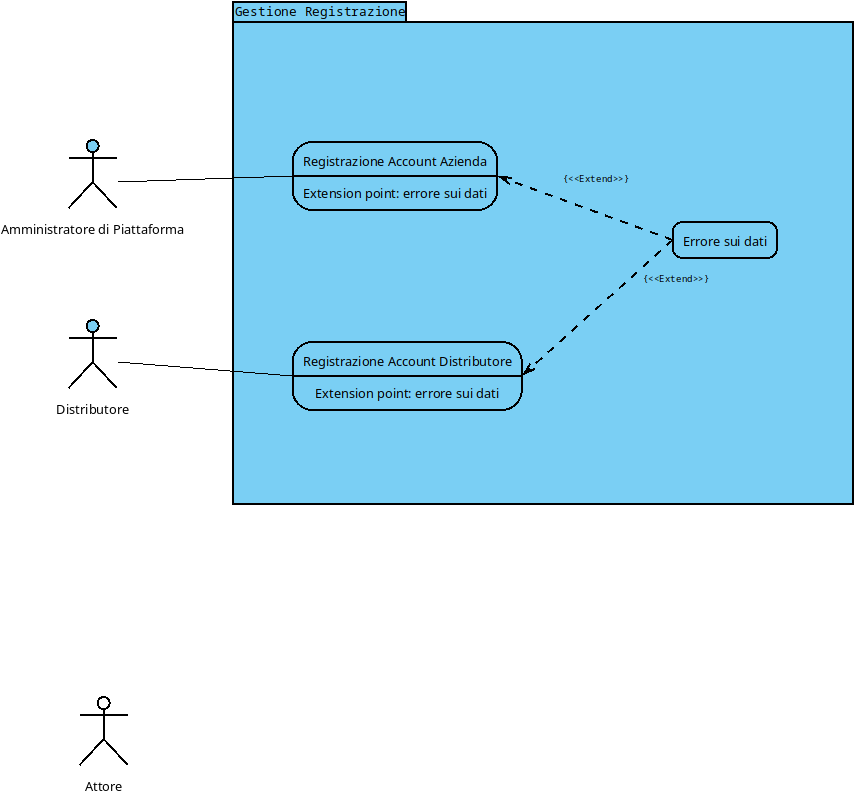 Gestione Registrazione
Registrazione Account Azienda
Extension point: errore sui dati
{<<Extend>>}
Amministratore di Piattaforma
Errore sui dati
{<<Extend>>}
Registrazione Account Distributore
Extension point: errore sui dati
Distributore
Attore